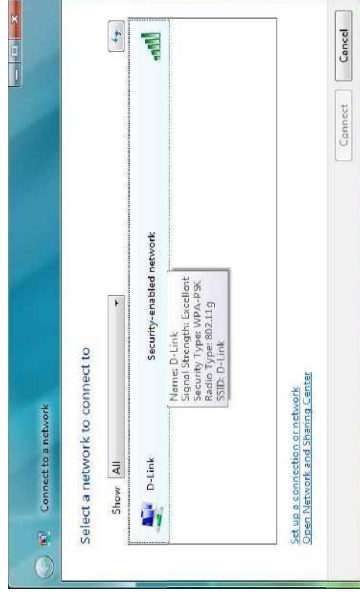 Connect to a network
Select a network to connect to
Show All
D-Link Security-enabled network
Name: D-Link
Signal Strength: Excellent
Security Type: WPA-PSK
Radio Type: 802.11g
SSID: D-Link
Set up a connection or network
Open Network and Sharing Center
Connect Cancel